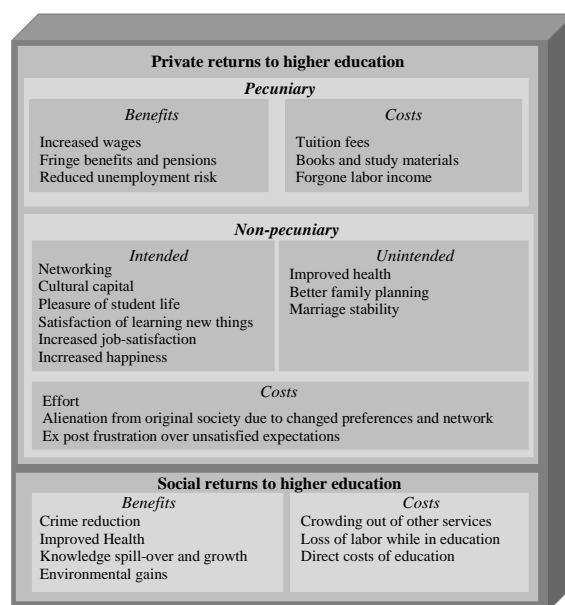 Private returns to higher education
Pecuniary
Benefits
Increased wages
Fringe benefits and pensions
Reduced unemployment risk
Costs
Tuition fees
Books and study materials
Forgone labor income
Non-pecuniary
Intended
Networking
Cultural capital
Pleasure of student life
Satisfaction of learning new things
Increased job-satisfaction
Incrreased happiness
Unintended
Improved health
Better family planning
Marriage stability
Costs
Effort
Alienation from original society due to changed preferences and network
Ex post frustration over unsatisfied expectations
Social returns to higher education
Benefits
Crime reduction
Improved Health
Knowledge spill-over and growth
Environmental gains
Costs
Crowding out of other services
Loss of labor while in education
Direct costs of education